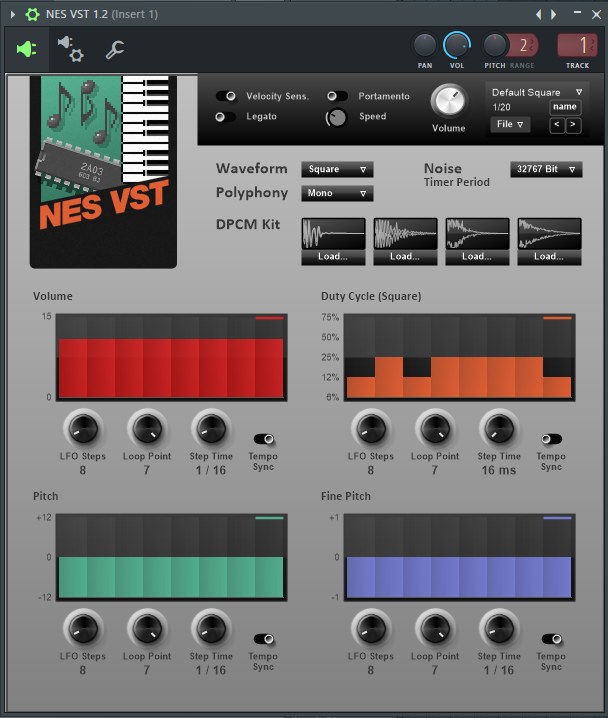 NES VST 1.2 (Insert 1)
2
1
PAN VOL PITCH RANGE TRACK
2A03
NES VST
Velocity Sens. Portamento
Legato Speed
Volume
Default Square
1/20 name
File < >
Waveform Square
Noise 32767 Bit
Timer Period
Polyphony Mono
DPCM Kit
Load... Load... Load... Load...
Volume
15
0
LFO Steps Loop Point Step Time Tempo Sync
8 7 1 / 16
Duty Cycle (Square)
75%
50%
25%
12%
6%
LFO Steps Loop Point Step Time Tempo Sync
8 7 16 ms
Pitch
+12
0
-12
LFO Steps Loop Point Step Time Tempo Sync
8 7 1 / 16
Fine Pitch
+1
0
-1
LFO Steps Loop Point Step Time Tempo Sync
8 7 1 / 16